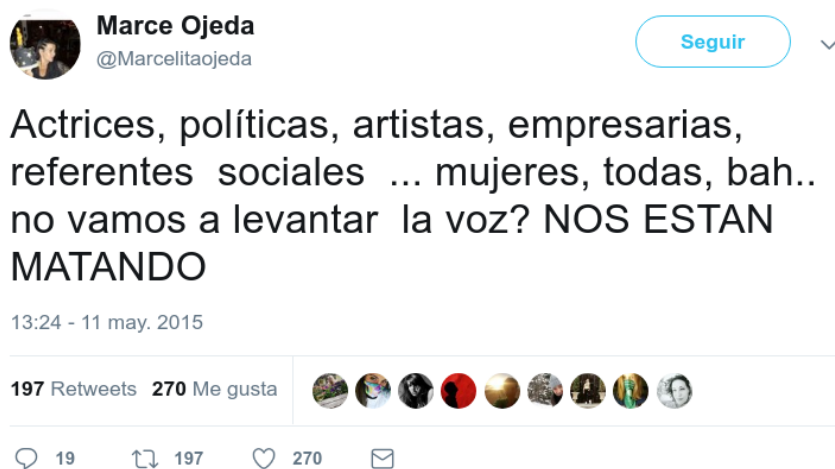 Marce Ojeda
@Marcelitaojeda
Seguir
Actrices, políticas, artistas, empresarias,
referentes  sociales  ... mujeres, todas, bah..
no vamos a levantar  la voz? NOS ESTAN
MATANDO
13:24 - 11 may. 2015
197 Retweets 270 Me gusta
19 197 270